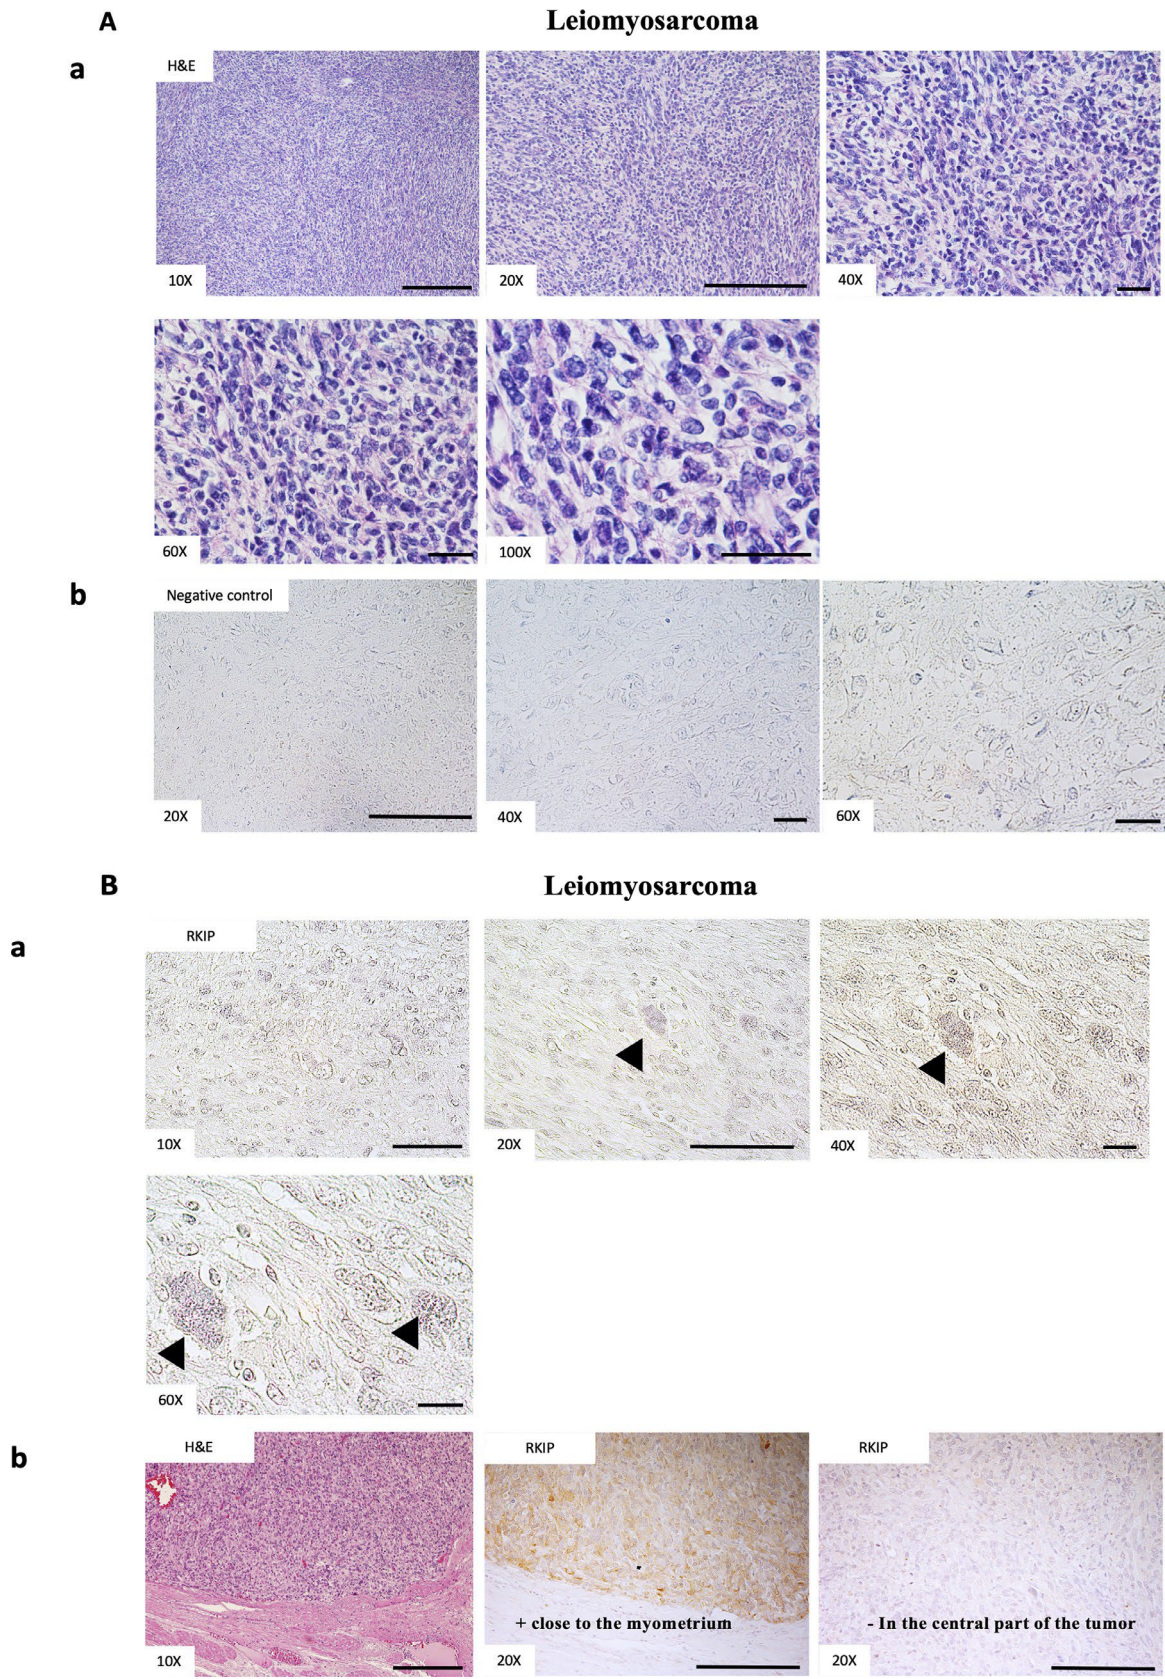 A
Leiomyosarcoma
a
H&E
10X
20X
40X
60X
100X
b
Negative control
20X
40X
60X
B
Leiomyosarcoma
a
RKIP
10X
20X
40X
60X
b
H&E
10X
RKIP
+ close to the myometrium
20X
RKIP
- In the central part of the tumor
20X